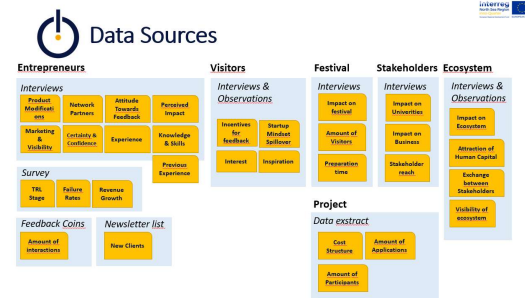 interreg
North Sea Region
Data Sources
Entrepreneurs
Interviews
Product
Modificati
ons
Network
Partners
Attitude
Towards
Feedback
Perceived
Impact
Marketing
&
Visibility
Certainty &
Confidence
Experience
Knowledge
& Skills
Previous
Experience
Survey
TRL
Stage
Failure
Rates
Revenue
Growth
Feedback Coins
Amount of
interactions
Newsletter list
New Clients
Visitors
Interviews &
Observations
Incentives
for
feedback
Startup
Mindset
Spillover
Interest
Inspiration
Festival
Interviews
Impact on
festival
Amount of
Visitors
Preparation
time
Stakeholders
Interviews
Impact on
Univerities
Impact on
Business
Stakeholder
reach
Ecosystem
Interviews &
Observations
Impact on
Ecosystem
Attraction of
Human Capital
Exchange
between
Stakeholders
Visibility of
ecosystem
Project
Data exstract
Cost
Structure
Amount of
Applications
Amount of
Participants